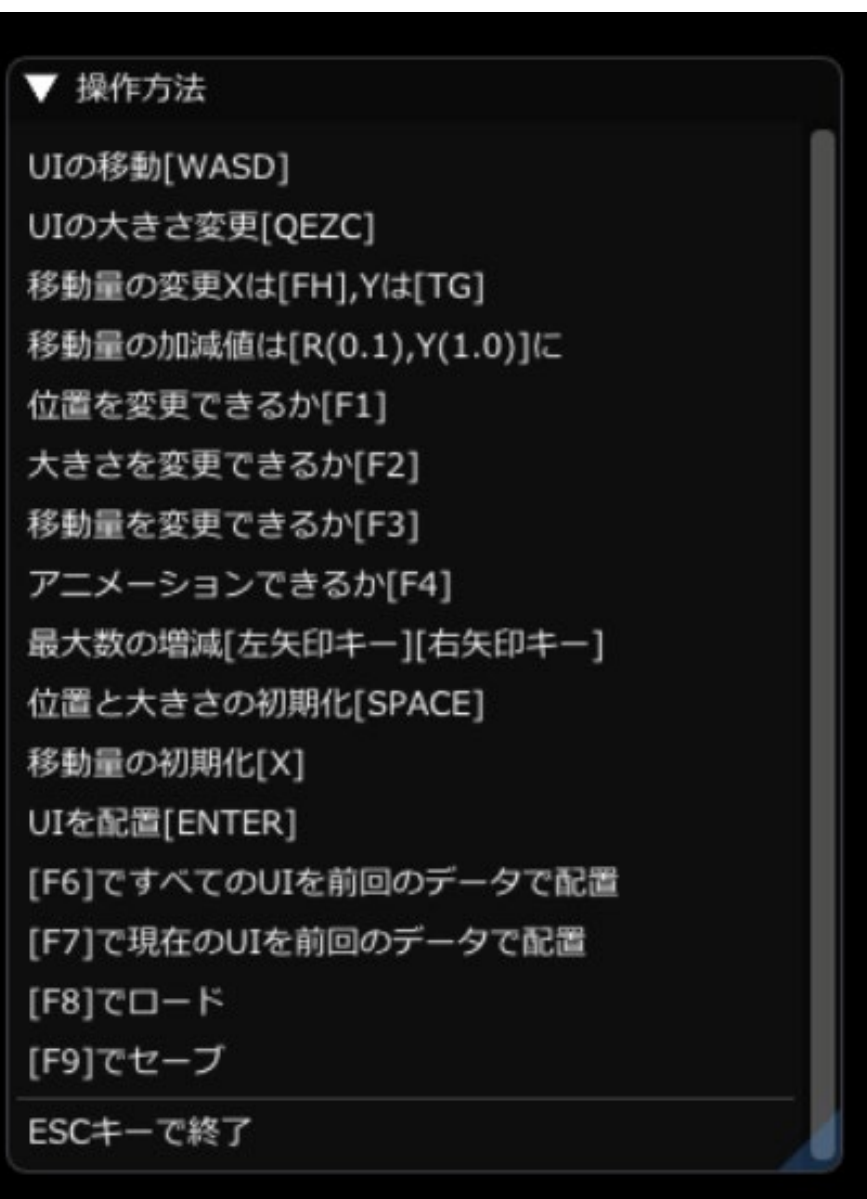 ▼ 操作方法
UIの移動[WASD]
UIの大きさ変更[QEZC]
移動量の変更Xは[FH],Yは[TG]
移動量の加減値は[R(0.1),Y(1.0)]に
位置を変更できるか[F1]
大きさを変更できるか[F2]
移動量を変更できるか[F3]
アニメーションできるか[F4]
最大数の増減[左矢印キー][右矢印キー]
位置と大きさの初期化[SPACE]
移動量の初期化[X]
UIを配置[ENTER]
[F6]ですべてのUIを前回のデータで配置
[F7]で現在のUIを前回のデータで配置
[F8]でロード
[F9]でセーブ
ESCキーで終了